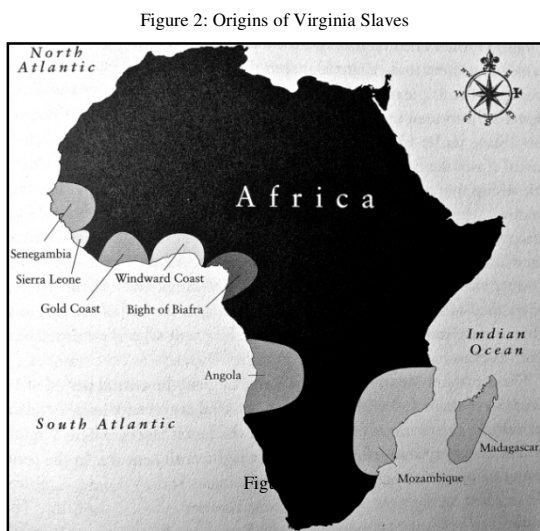 Figure 2: Origins of Virginia Slaves
North
Atlantic
W
E
S
Africa
Senegambia
Sierra Leone
Windward Coast
Gold Coast
Bight of Biafra
Indian
Ocean
Angola
South Atlantic
Madagascar
Mozambique
Figu